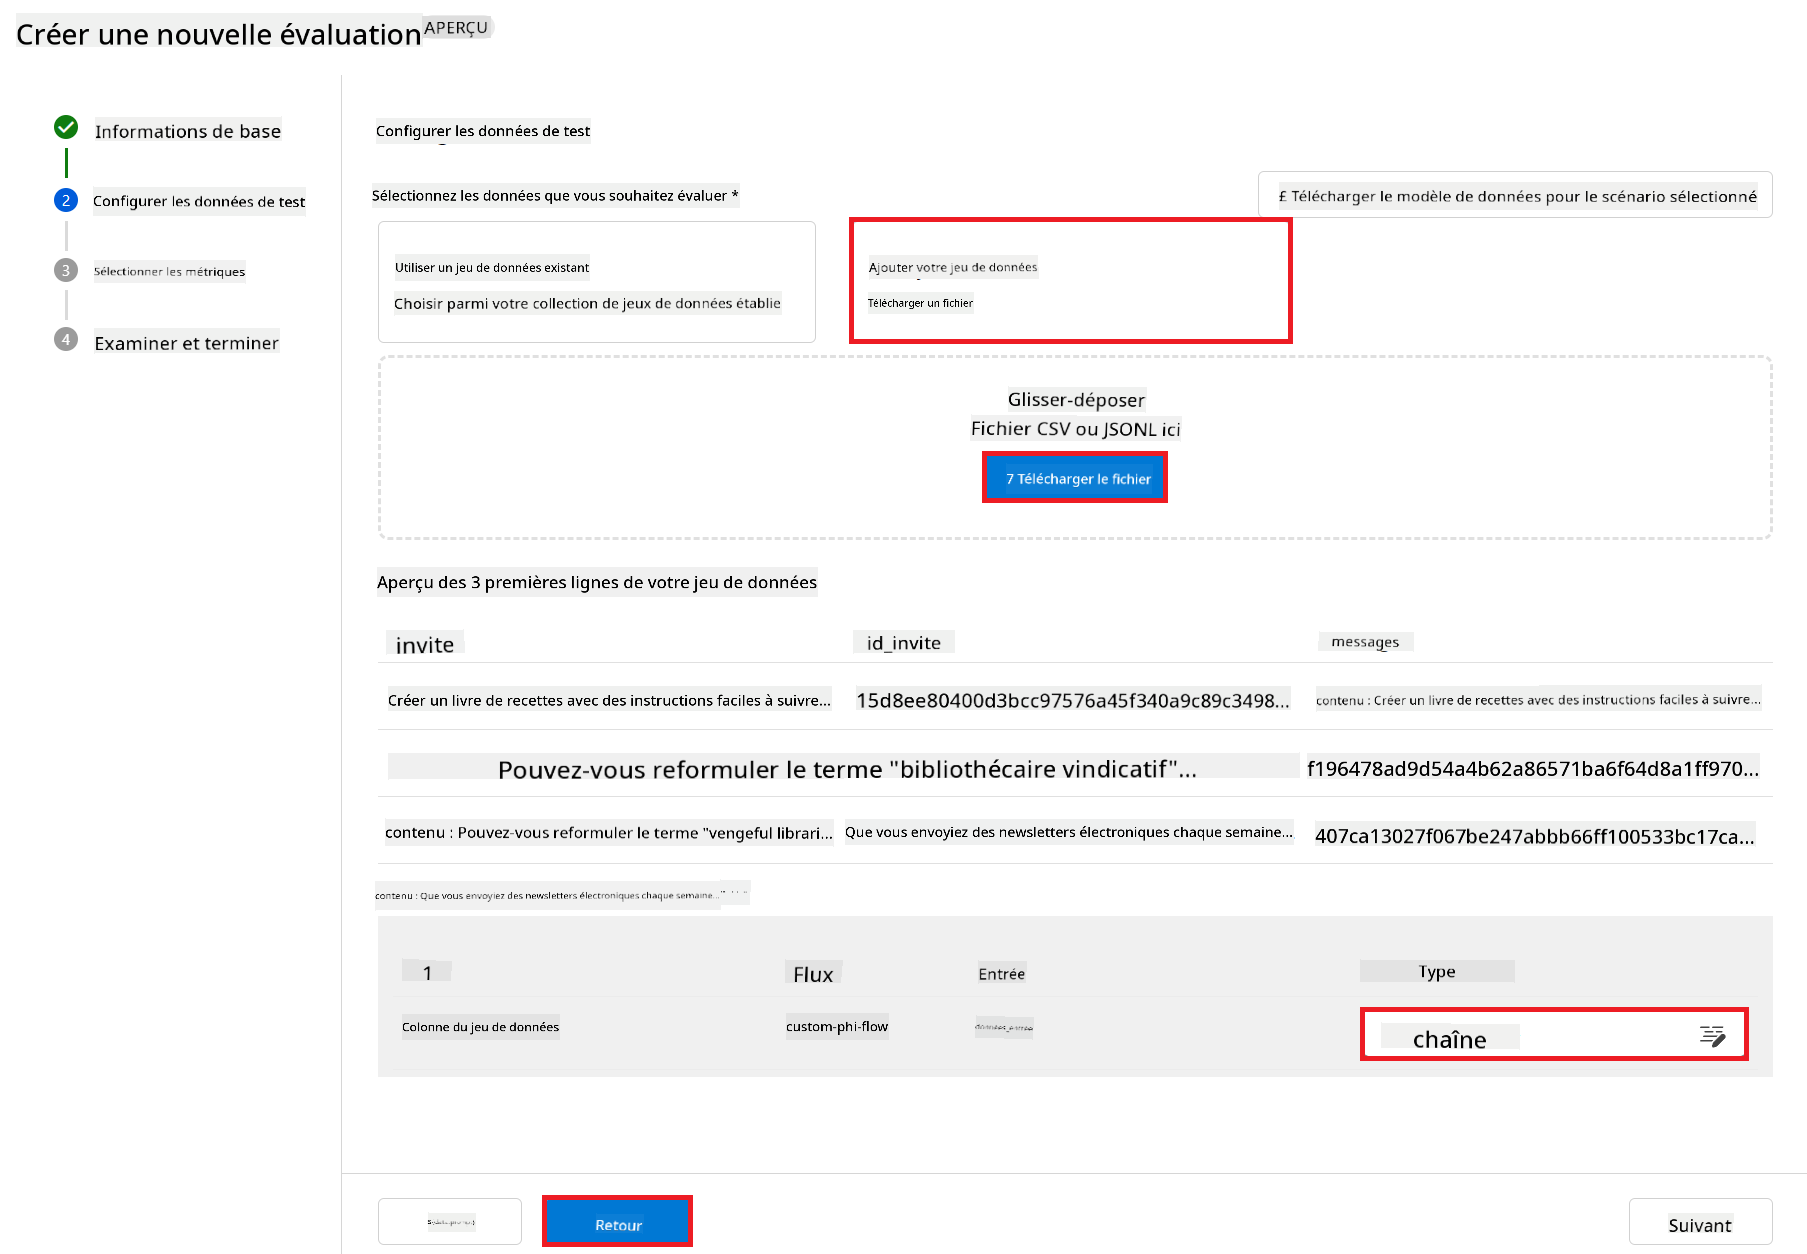 Créer une nouvelle évaluation APERÇU
Informations de base
2 Configurer les données de test
3 Sélectionner les métriques
4 Examiner et terminer
Configurer les données de test
Sélectionnez les données que vous souhaitez évaluer *
£ Télécharger le modèle de données pour le scénario sélectionné
Utiliser un jeu de données existant
Choisir parmi votre collection de jeux de données établie
Ajouter votre jeu de données
Télécharger un fichier
Glisser-déposer
Fichier CSV ou JSONL ici
7 Télécharger le fichier
Aperçu des 3 premières lignes de votre jeu de données
invite id_invite messages
Créer un livre de recettes avec des instructions faciles à suivre... 15d8ee80400d3bcc97576a45f340a9c89c3498... contenu : Créer un livre de recettes avec des instructions faciles à suivre...
Pouvez-vous reformuler le terme "bibliothécaire vindicatif"... f196478ad9d54a4b62a86571ba6f64d8a1ff970...
contenu : Pouvez-vous reformuler le terme "vengeful librari... Que vous envoyiez des newsletters électroniques chaque semaine... 407ca13027f067be247abbb66ff100533bc17ca...
contenu : Que vous envoyiez des newsletters électroniques chaque semaine...
1 Flux Entrée Type
Colonne du jeu de données custom-phi-flow données_entrée chaîne
Retour
Suivant